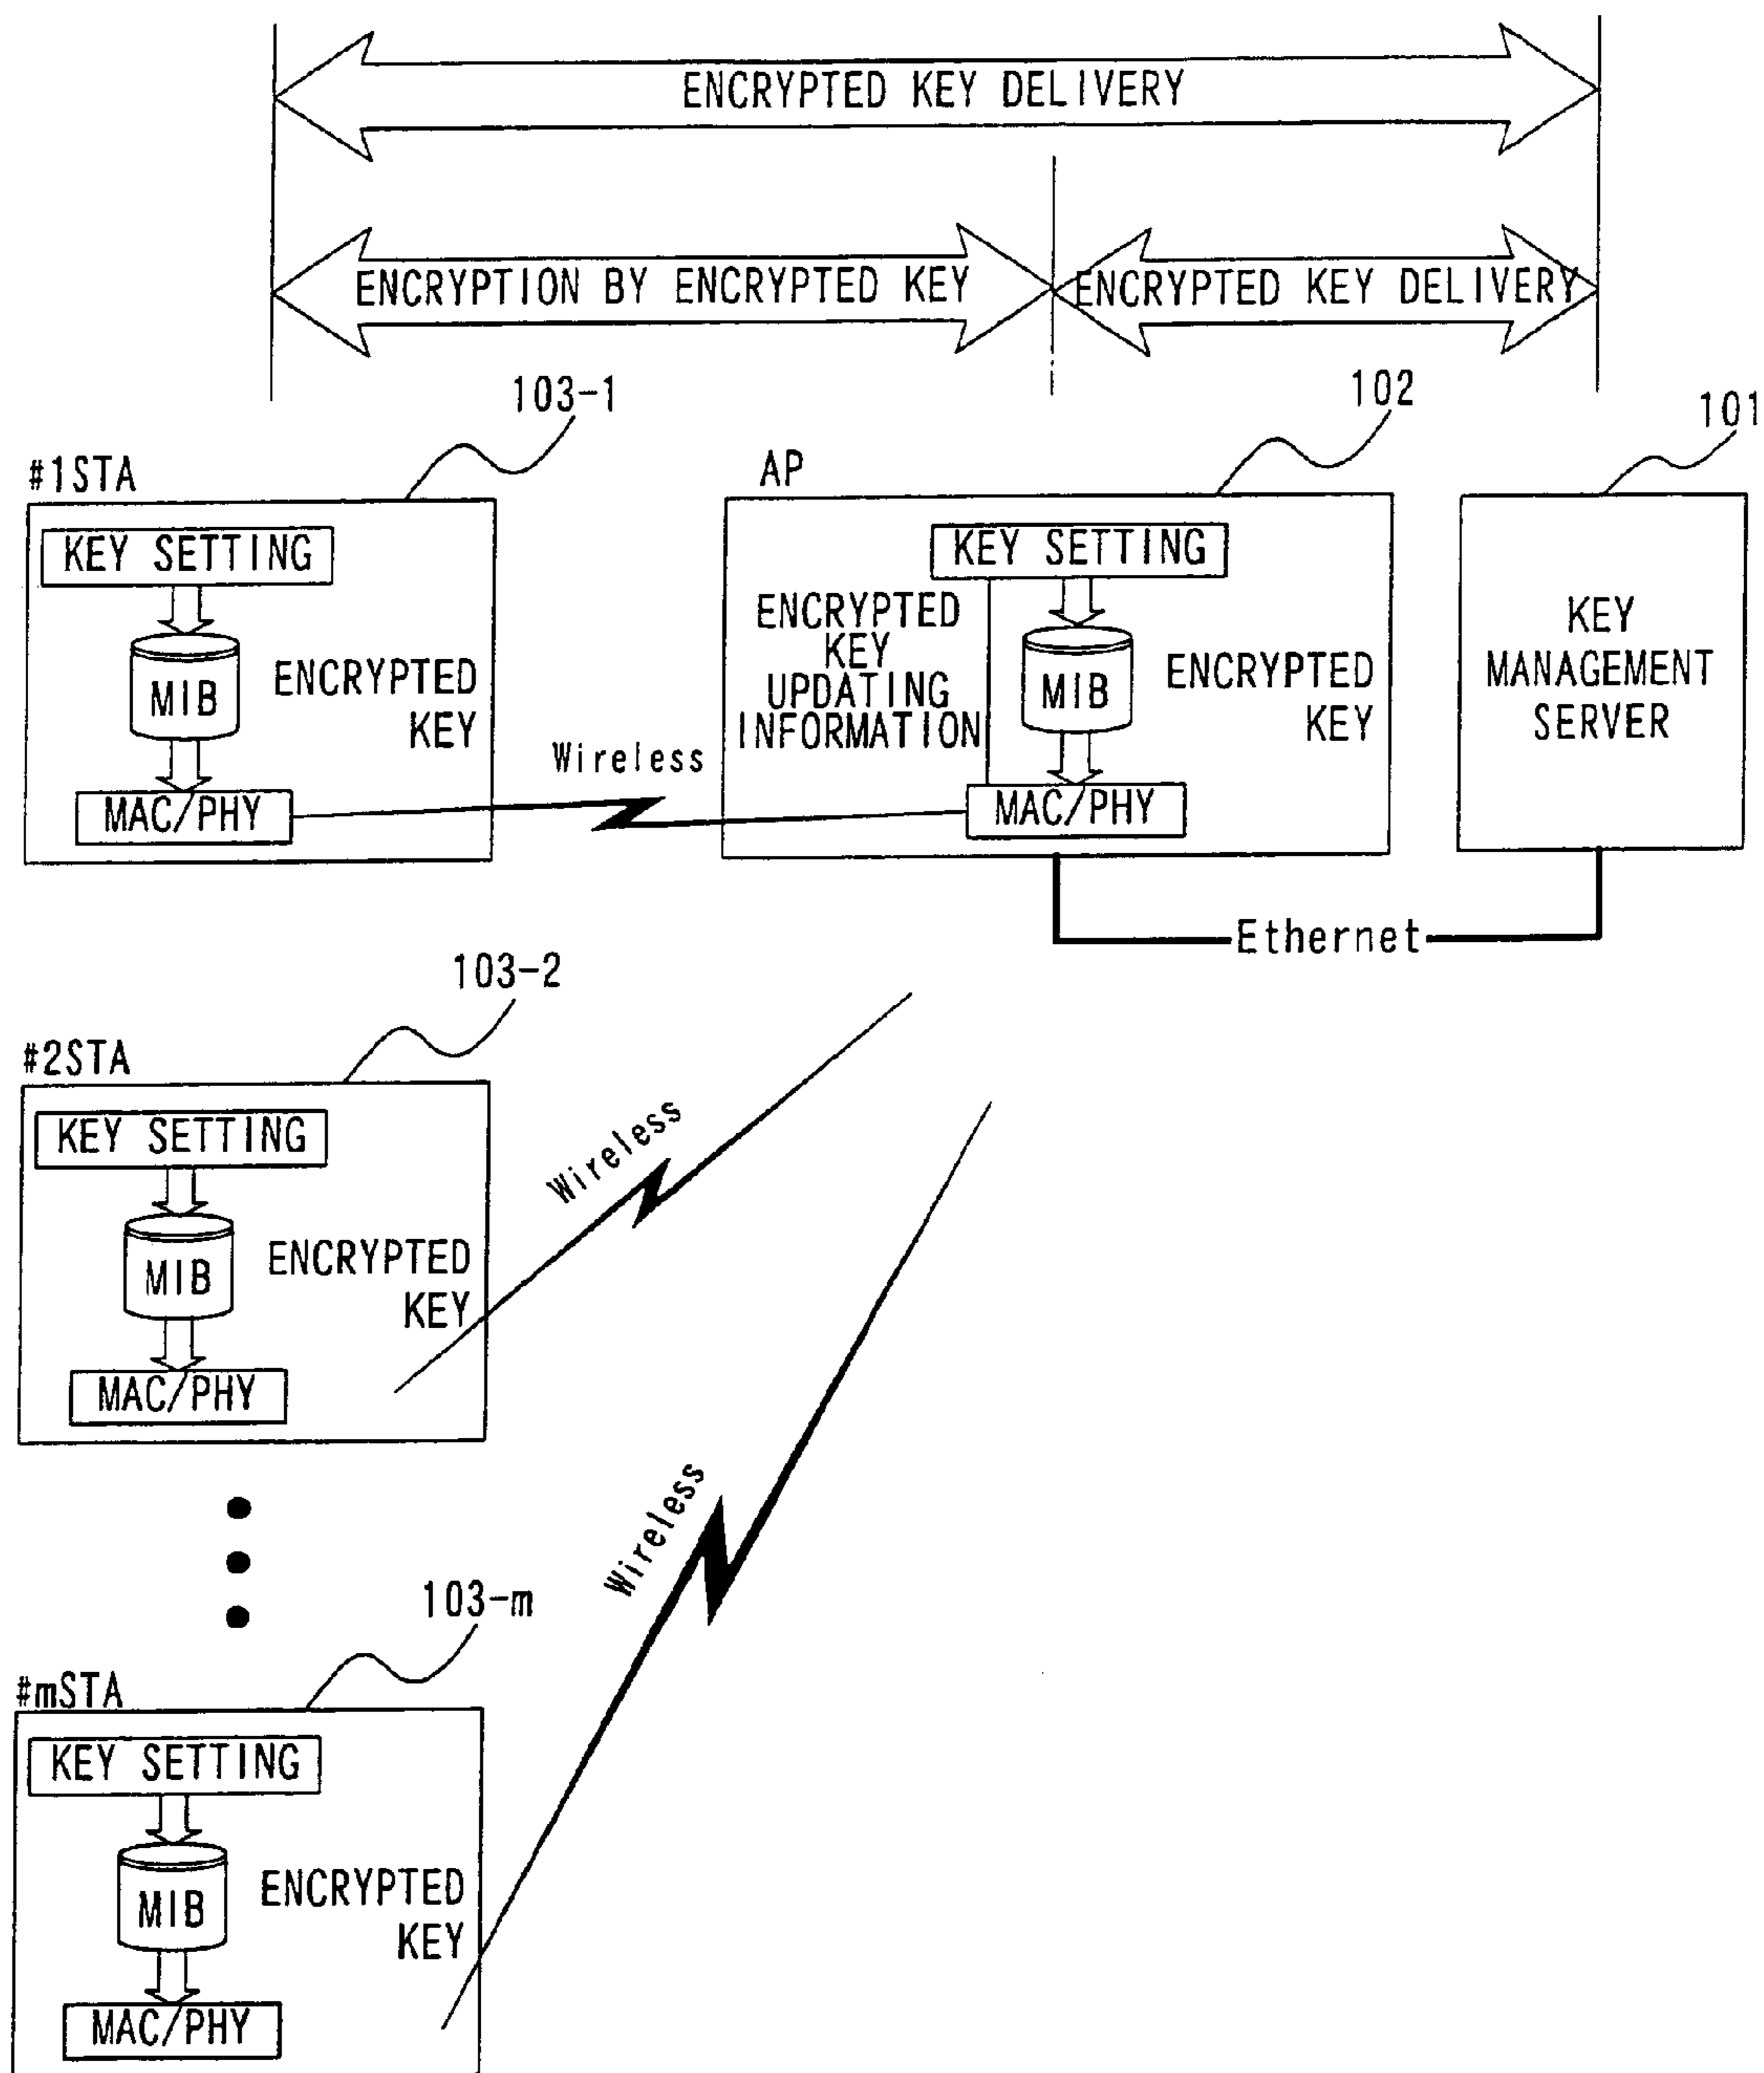 ENCRYPTED KEY DELIVERY
ENCRYPTION BY ENCRYPTED KEY
ENCRYPTED KEY DELIVERY
103-1
102
101
#1STA
KEY SETTING
MIB
ENCRYPTED
KEY
MAC/PHY
Wireless
AP
KEY SETTING
ENCRYPTED
KEY
UPDATING
INFORMATION
MIB
ENCRYPTED
KEY
MAC/PHY
KEY
MANAGEMENT
SERVER
Ethernet
103-2
#2STA
KEY SETTING
MIB
ENCRYPTED
KEY
MAC/PHY
Wireless
103-m
#mSTA
KEY SETTING
MIB
ENCRYPTED
KEY
MAC/PHY
Wireless